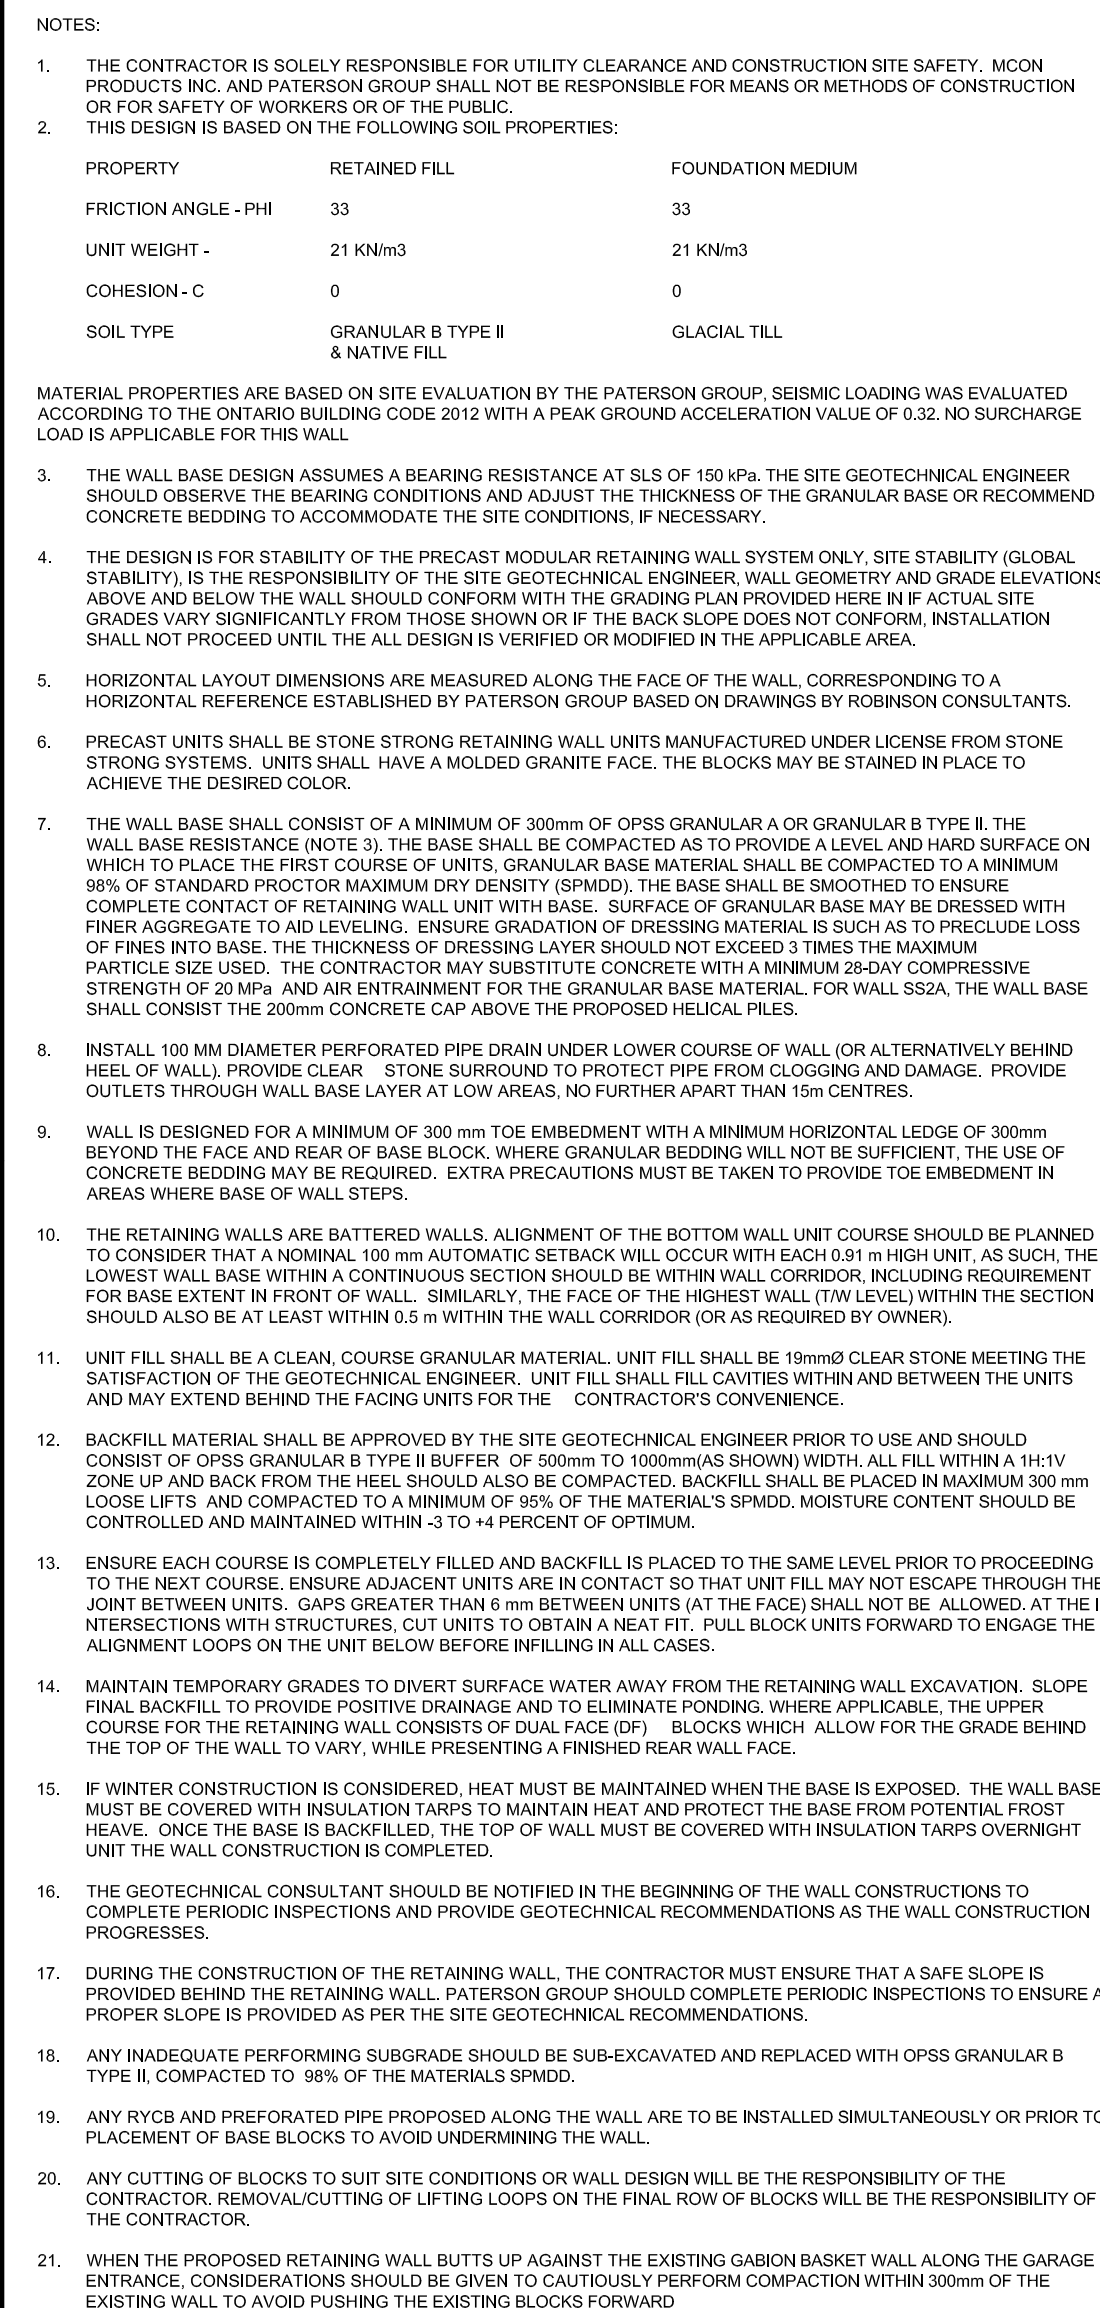 NOTES:
1. THE CONTRACTOR IS SOLELY RESPONSIBLE FOR UTILITY CLEARANCE AND CONSTRUCTION SITE SAFETY. MCON
PRODUCTS INC. AND PATERSON GROUP SHALL NOT BE RESPONSIBLE FOR MEANS OR METHODS OF CONSTRUCTION
OR FOR SAFETY OF WORKERS OR OF THE PUBLIC.
2. THIS DESIGN IS BASED ON THE FOLLOWING SOIL PROPERTIES:
PROPERTY RETAINED FILL FOUNDATION MEDIUM
FRICTION ANGLE - PHI 33 33
UNIT WEIGHT - 21 KN/m3 21 KN/m3
COHESION - C 0 0
SOIL TYPE GRANULAR B TYPE II GLACIAL TILL
& NATIVE FILL
MATERIAL PROPERTIES ARE BASED ON SITE EVALUATION BY THE PATERSON GROUP, SEISMIC LOADING WAS EVALUATED
ACCORDING TO THE ONTARIO BUILDING CODE 2012 WITH A PEAK GROUND ACCELERATION VALUE OF 0.32. NO SURCHARGE
LOAD IS APPLICABLE FOR THIS WALL
3. THE WALL BASE DESIGN ASSUMES A BEARING RESISTANCE AT SLS OF 150 kPa. THE SITE GEOTECHNICAL ENGINEER
SHOULD OBSERVE THE BEARING CONDITIONS AND ADJUST THE THICKNESS OF THE GRANULAR BASE OR RECOMMEND
CONCRETE BEDDING TO ACCOMMODATE THE SITE CONDITIONS, IF NECESSARY.
4. THE DESIGN IS FOR STABILITY OF THE PRECAST MODULAR RETAINING WALL SYSTEM ONLY, SITE STABILITY (GLOBAL
STABILITY), IS THE RESPONSIBILITY OF THE SITE GEOTECHNICAL ENGINEER, WALL GEOMETRY AND GRADE ELEVATIONS
ABOVE AND BELOW THE WALL SHOULD CONFORM WITH THE GRADING PLAN PROVIDED HERE IN IF ACTUAL SITE
GRADES VARY SIGNIFICANTLY FROM THOSE SHOWN OR IF THE BACK SLOPE DOES NOT CONFORM, INSTALLATION
SHALL NOT PROCEED UNTIL THE ALL DESIGN IS VERIFIED OR MODIFIED IN THE APPLICABLE AREA.
5. HORIZONTAL LAYOUT DIMENSIONS ARE MEASURED ALONG THE FACE OF THE WALL, CORRESPONDING TO A
HORIZONTAL REFERENCE ESTABLISHED BY PATERSON GROUP BASED ON DRAWINGS BY ROBINSON CONSULTANTS.
6. PRECAST UNITS SHALL BE STONE STRONG RETAINING WALL UNITS MANUFACTURED UNDER LICENSE FROM STONE
STRONG SYSTEMS. UNITS SHALL HAVE A MOLDED GRANITE FACE. THE BLOCKS MAY BE STAINED IN PLACE TO
ACHIEVE THE DESIRED COLOR.
7. THE WALL BASE SHALL CONSIST OF A MINIMUM OF 300mm OF OPSS GRANULAR A OR GRANULAR B TYPE II. THE
WALL BASE RESISTANCE (NOTE 3). THE BASE SHALL BE COMPACTED AS TO PROVIDE A LEVEL AND HARD SURFACE ON
WHICH TO PLACE THE FIRST COURSE OF UNITS, GRANULAR BASE MATERIAL SHALL BE COMPACTED TO A MINIMUM
98% OF STANDARD PROCTOR MAXIMUM DRY DENSITY (SPMDD). THE BASE SHALL BE SMOOTHED TO ENSURE
COMPLETE CONTACT OF RETAINING WALL UNIT WITH BASE. SURFACE OF GRANULAR BASE MAY BE DRESSED WITH
FINER AGGREGATE TO AID LEVELING. ENSURE GRADATION OF DRESSING MATERIAL IS SUCH AS TO PRECLUDE LOSS
OF FINES INTO BASE. THE THICKNESS OF DRESSING LAYER SHOULD NOT EXCEED 3 TIMES THE MAXIMUM
PARTICLE SIZE USED. THE CONTRACTOR MAY SUBSTITUTE CONCRETE WITH A MINIMUM 28-DAY COMPRESSIVE
STRENGTH OF 20 MPa AND AIR ENTRAINMENT FOR THE GRANULAR BASE MATERIAL. FOR WALL SS2A, THE WALL BASE
SHALL CONSIST THE 200mm CONCRETE CAP ABOVE THE PROPOSED HELICAL PILES.
8. INSTALL 100 MM DIAMETER PERFORATED PIPE DRAIN UNDER LOWER COURSE OF WALL (OR ALTERNATIVELY BEHIND
HEEL OF WALL). PROVIDE CLEAR STONE SURROUND TO PROTECT PIPE FROM CLOGGING AND DAMAGE. PROVIDE
OUTLETS THROUGH WALL BASE LAYER AT LOW AREAS, NO FURTHER APART THAN 15m CENTRES.
9. WALL IS DESIGNED FOR A MINIMUM OF 300 mm TOE EMBEDMENT WITH A MINIMUM HORIZONTAL LEDGE OF 300mm
BEYOND THE FACE AND REAR OF BASE BLOCK. WHERE GRANULAR BEDDING WILL NOT BE SUFFICIENT, THE USE OF
CONCRETE BEDDING MAY BE REQUIRED. EXTRA PRECAUTIONS MUST BE TAKEN TO PROVIDE TOE EMBEDMENT IN
AREAS WHERE BASE OF WALL STEPS.
10. THE RETAINING WALLS ARE BATTERED WALLS. ALIGNMENT OF THE BOTTOM WALL UNIT COURSE SHOULD BE PLANNED
TO CONSIDER THAT A NOMINAL 100 mm AUTOMATIC SETBACK WILL OCCUR WITH EACH 0.91 m HIGH UNIT, AS SUCH, THE
LOWEST WALL BASE WITHIN A CONTINUOUS SECTION SHOULD BE WITHIN WALL CORRIDOR, INCLUDING REQUIREMENT
FOR BASE EXTENT IN FRONT OF WALL. SIMILARLY, THE FACE OF THE HIGHEST WALL (T/W LEVEL) WITHIN THE SECTION
SHOULD ALSO BE AT LEAST WITHIN 0.5 m WITHIN THE WALL CORRIDOR (OR AS REQUIRED BY OWNER).
11. UNIT FILL SHALL BE A CLEAN, COURSE GRANULAR MATERIAL. UNIT FILL SHALL BE 19mmØ CLEAR STONE MEETING THE
SATISFACTION OF THE GEOTECHNICAL ENGINEER. UNIT FILL SHALL FILL CAVITIES WITHIN AND BETWEEN THE UNITS
AND MAY EXTEND BEHIND THE FACING UNITS FOR THE CONTRACTOR'S CONVENIENCE.
12. BACKFILL MATERIAL SHALL BE APPROVED BY THE SITE GEOTECHNICAL ENGINEER PRIOR TO USE AND SHOULD
CONSIST OF OPSS GRANULAR B TYPE II BUFFER OF 500mm TO 1000mm(AS SHOWN) WIDTH. ALL FILL WITHIN A 1H:1V
ZONE UP AND BACK FROM THE HEEL SHOULD ALSO BE COMPACTED. BACKFILL SHALL BE PLACED IN MAXIMUM 300 mm
LOOSE LIFTS AND COMPACTED TO A MINIMUM OF 95% OF THE MATERIAL'S SPMDD. MOISTURE CONTENT SHOULD BE
CONTROLLED AND MAINTAINED WITHIN -3 TO +4 PERCENT OF OPTIMUM.
13. ENSURE EACH COURSE IS COMPLETELY FILLED AND BACKFILL IS PLACED TO THE SAME LEVEL PRIOR TO PROCEEDING
TO THE NEXT COURSE. ENSURE ADJACENT UNITS ARE IN CONTACT SO THAT UNIT FILL MAY NOT ESCAPE THROUGH THE
JOINT BETWEEN UNITS. GAPS GREATER THAN 6 mm BETWEEN UNITS (AT THE FACE) SHALL NOT BE ALLOWED. AT THE I
NTERSECTIONS WITH STRUCTURES, CUT UNITS TO OBTAIN A NEAT FIT. PULL BLOCK UNITS FORWARD TO ENGAGE THE
ALIGNMENT LOOPS ON THE UNIT BELOW BEFORE INFILLING IN ALL CASES.
14. MAINTAIN TEMPORARY GRADES TO DIVERT SURFACE WATER AWAY FROM THE RETAINING WALL EXCAVATION. SLOPE
FINAL BACKFILL TO PROVIDE POSITIVE DRAINAGE AND TO ELIMINATE PONDING. WHERE APPLICABLE, THE UPPER
COURSE FOR THE RETAINING WALL CONSISTS OF DUAL FACE (DF) BLOCKS WHICH ALLOW FOR THE GRADE BEHIND
THE TOP OF THE WALL TO VARY, WHILE PRESENTING A FINISHED REAR WALL FACE.
15. IF WINTER CONSTRUCTION IS CONSIDERED, HEAT MUST BE MAINTAINED WHEN THE BASE IS EXPOSED. THE WALL BASE
MUST BE COVERED WITH INSULATION TARPS TO MAINTAIN HEAT AND PROTECT THE BASE FROM POTENTIAL FROST
HEAVE. ONCE THE BASE IS BACKFILLED, THE TOP OF WALL MUST BE COVERED WITH INSULATION TARPS OVERNIGHT
UNIT THE WALL CONSTRUCTION IS COMPLETED.
16. THE GEOTECHNICAL CONSULTANT SHOULD BE NOTIFIED IN THE BEGINNING OF THE WALL CONSTRUCTIONS TO
COMPLETE PERIODIC INSPECTIONS AND PROVIDE GEOTECHNICAL RECOMMENDATIONS AS THE WALL CONSTRUCTION
PROGRESSES.
17. DURING THE CONSTRUCTION OF THE RETAINING WALL, THE CONTRACTOR MUST ENSURE THAT A SAFE SLOPE IS
PROVIDED BEHIND THE RETAINING WALL. PATERSON GROUP SHOULD COMPLETE PERIODIC INSPECTIONS TO ENSURE A
PROPER SLOPE IS PROVIDED AS PER THE SITE GEOTECHNICAL RECOMMENDATIONS.
18. ANY INADEQUATE PERFORMING SUBGRADE SHOULD BE SUB-EXCAVATED AND REPLACED WITH OPSS GRANULAR B
TYPE II, COMPACTED TO 98% OF THE MATERIALS SPMDD.
19. ANY RYCB AND PREFORATED PIPE PROPOSED ALONG THE WALL ARE TO BE INSTALLED SIMULTANEOUSLY OR PRIOR TO
PLACEMENT OF BASE BLOCKS TO AVOID UNDERMINING THE WALL.
20. ANY CUTTING OF BLOCKS TO SUIT SITE CONDITIONS OR WALL DESIGN WILL BE THE RESPONSIBILITY OF THE
CONTRACTOR. REMOVAL/CUTTING OF LIFTING LOOPS ON THE FINAL ROW OF BLOCKS WILL BE THE RESPONSIBILITY OF
THE CONTRACTOR.
21. WHEN THE PROPOSED RETAINING WALL BUTTS UP AGAINST THE EXISTING GABION BASKET WALL ALONG THE GARAGE
ENTRANCE, CONSIDERATIONS SHOULD BE GIVEN TO CAUTIOUSLY PERFORM COMPACTION WITHIN 300mm OF THE
EXISTING WALL TO AVOID PUSHING THE EXISTING BLOCKS FORWARD